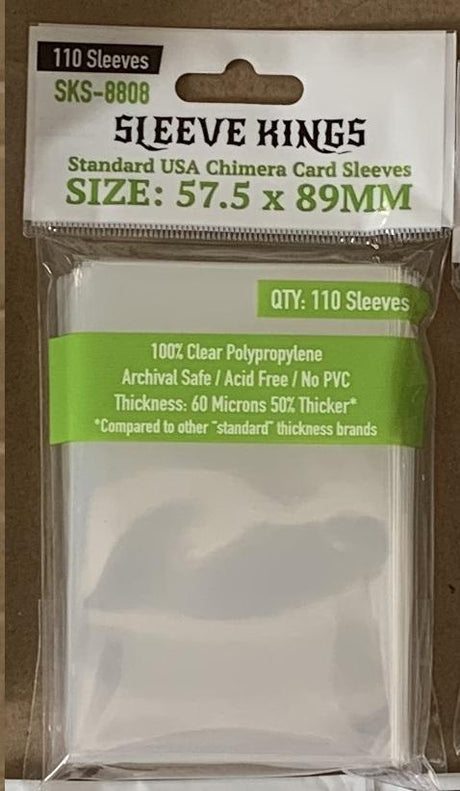 110 Sleeves
SKS-8808
SLEEVE KINGS
Standard USA Chimera Card Sleeves
SIZE: 57.5 x 89MM
QTY: 110 Sleeves
100% Clear Polypropylene
Archival Safe / Acid Free / No PVC
Thickness: 60 Microns 50% Thicker*
*Compared to other "standard" thickness brands